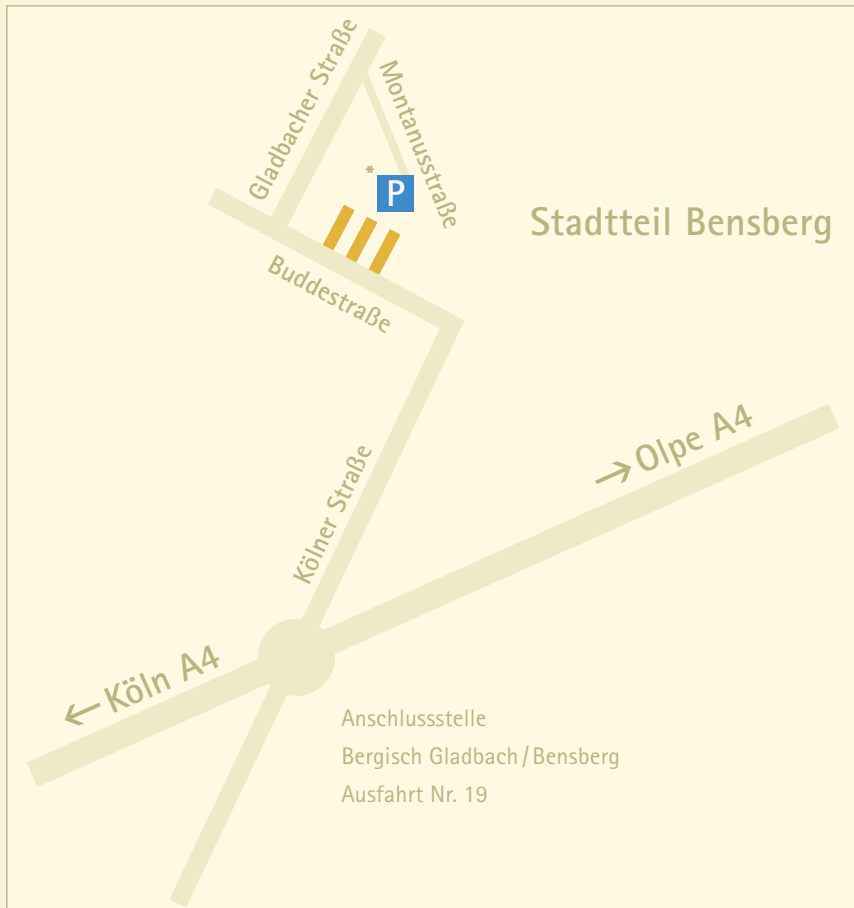 Gladbacher Straße
Montanusstraße
*
P
Stadtteil Bensberg
Buddestraße
→ Olpe A4
Kölner Straße
← Köln A4
Anschlussstelle
Bergisch Gladbach / Bensberg
Ausfahrt Nr. 19